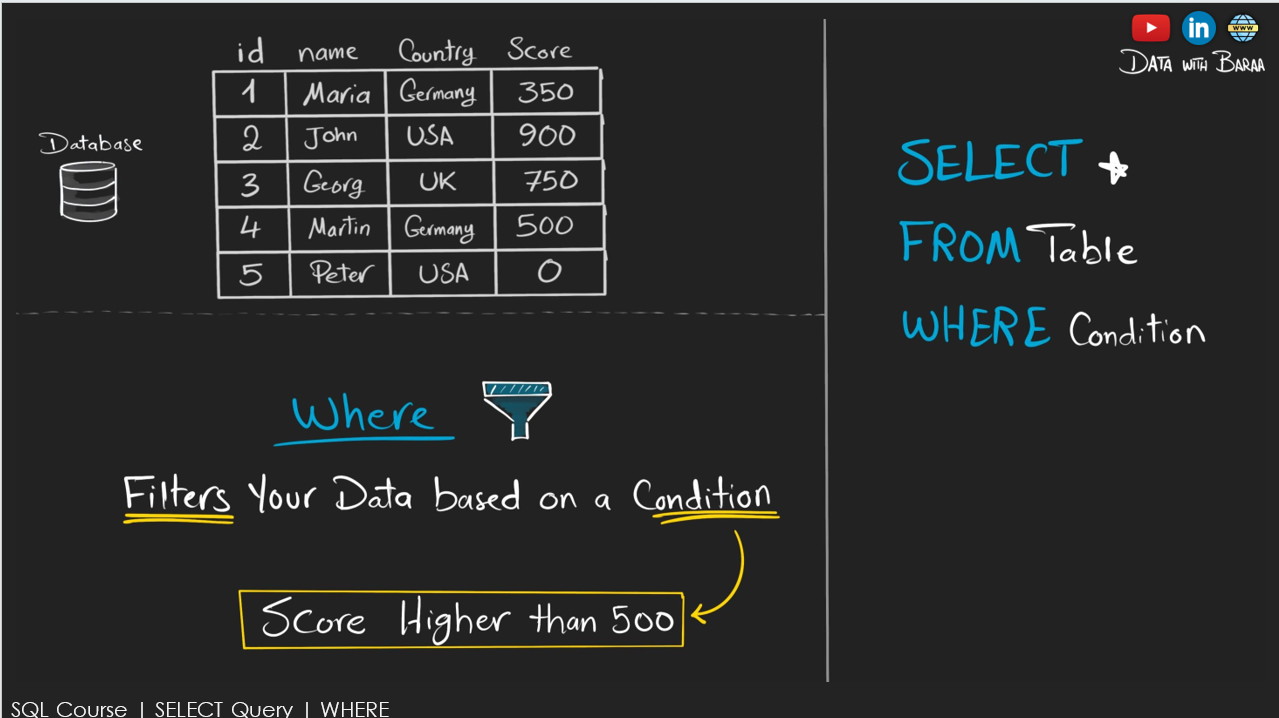 WWW
DATA WITH BARAA
id name Country Score
1 Maria Germany 350
2 John USA 900
3 Georg UK 750
4 Martin Germany 500
5 Peter USA 0
Database
Where
Filters Your Data based on a Condition
Score Higher than 500
SELECT *
FROM Table
WHERE Condition
in
SQL Course | SELECT Query | WHERE